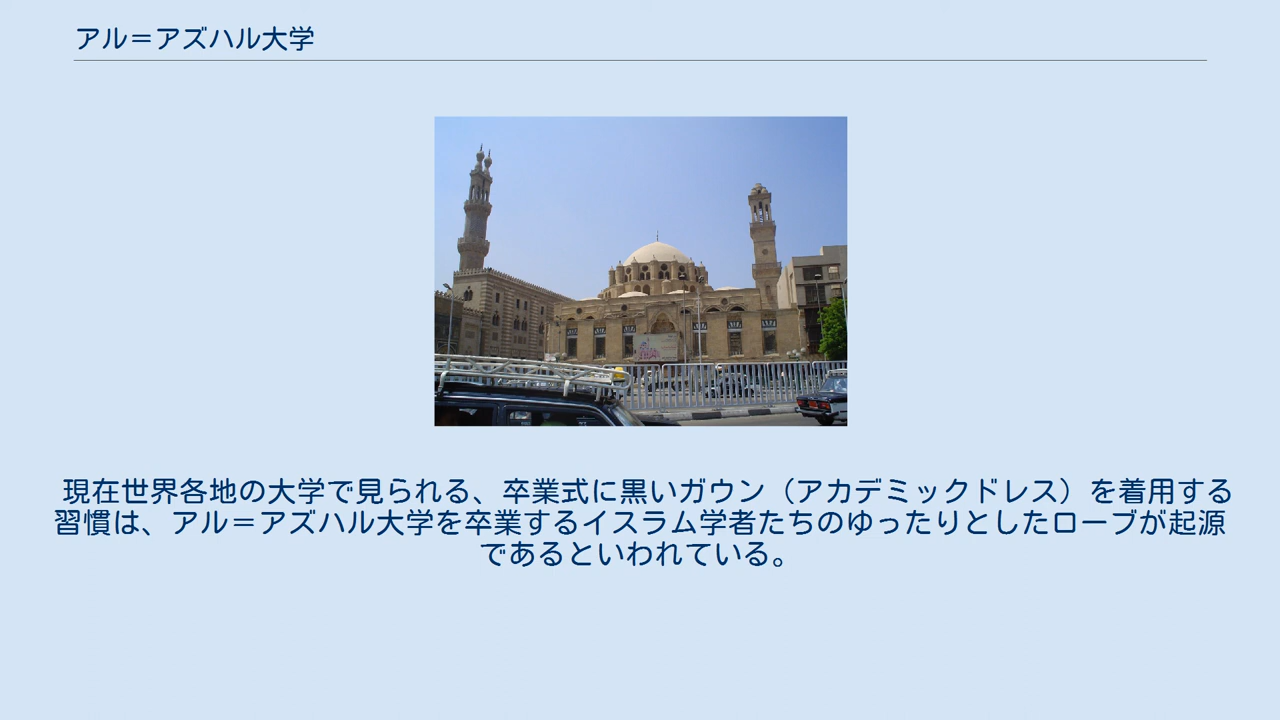 アル＝アズハル大学
現在世界各地の大学で見られる、卒業式に黒いガウン（アカデミックドレス）を着用する
習慣は、アル＝アズハル大学を卒業するイスラム学者たちのゆったりとしたローブが起源
であるといわれている。